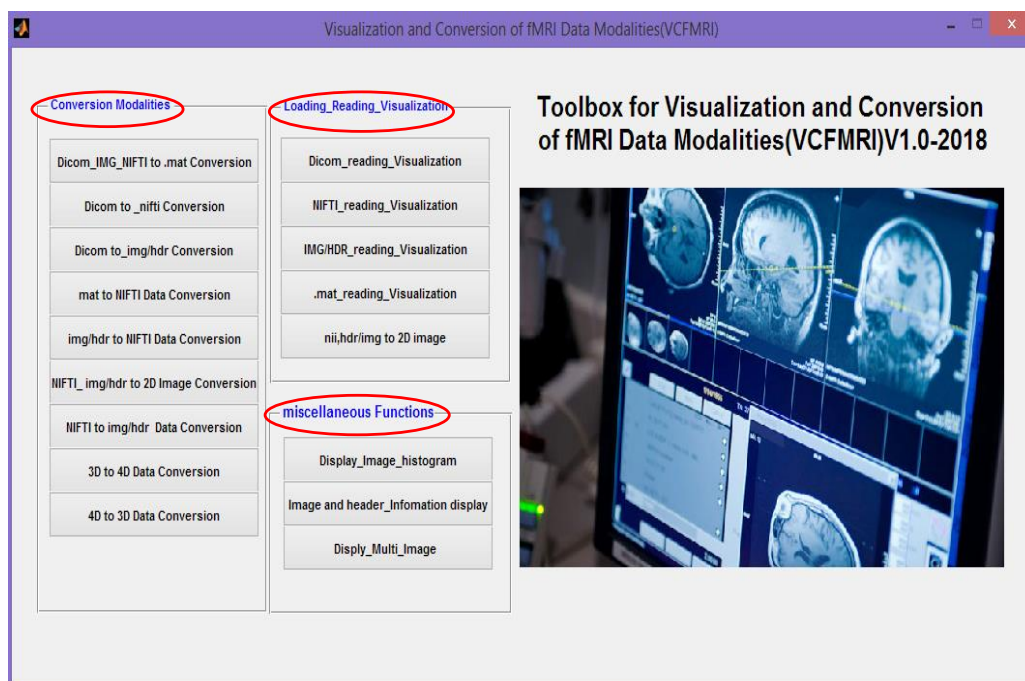 Visualization and Conversion of fMRI Data Modalities(VCFMRI)
Conversion Modalities
Dicom_IMG_NIFTI to .mat Conversion
Dicom to _nifti Conversion
Dicom to_img/hdr Conversion
mat to NIFTI Data Conversion
img/hdr to NIFTI Data Conversion
NIFTI_ img/hdr to 2D Image Conversion
NIFTI to img/hdr Data Conversion
3D to 4D Data Conversion
4D to 3D Data Conversion
Loading_Reading_Visualization
Dicom_reading_Visualization
NIFTI_reading_Visualization
IMG/HDR_reading_Visualization
.mat_reading_Visualization
nii,hdr/img to 2D image
miscellaneous Functions
Display_Image_histogram
Image and header_Infomation display
Disply_Multi_Image
Toolbox for Visualization and Conversion
of fMRI Data Modalities(VCFMRI)V1.0-2018